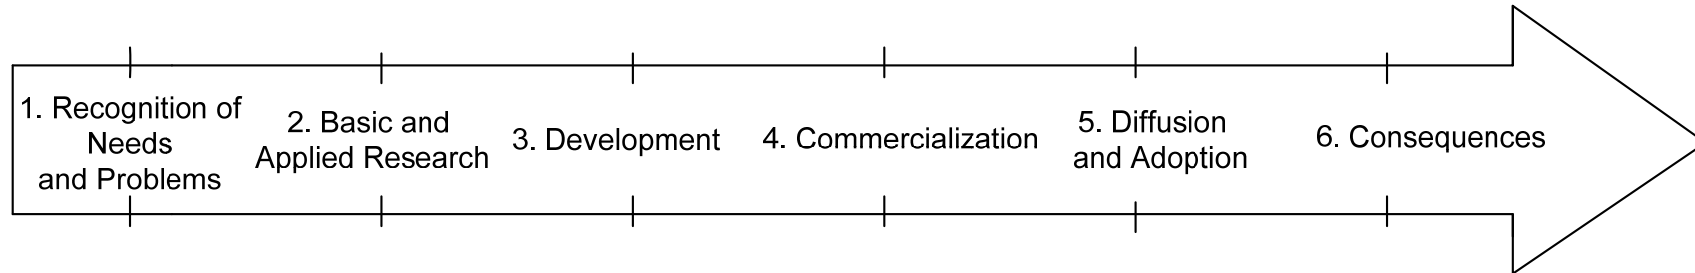 1. Recognition of
Needs
and Problems
2. Basic and
Applied Research
3. Development
4. Commercialization
5. Diffusion
and Adoption
6. Consequences